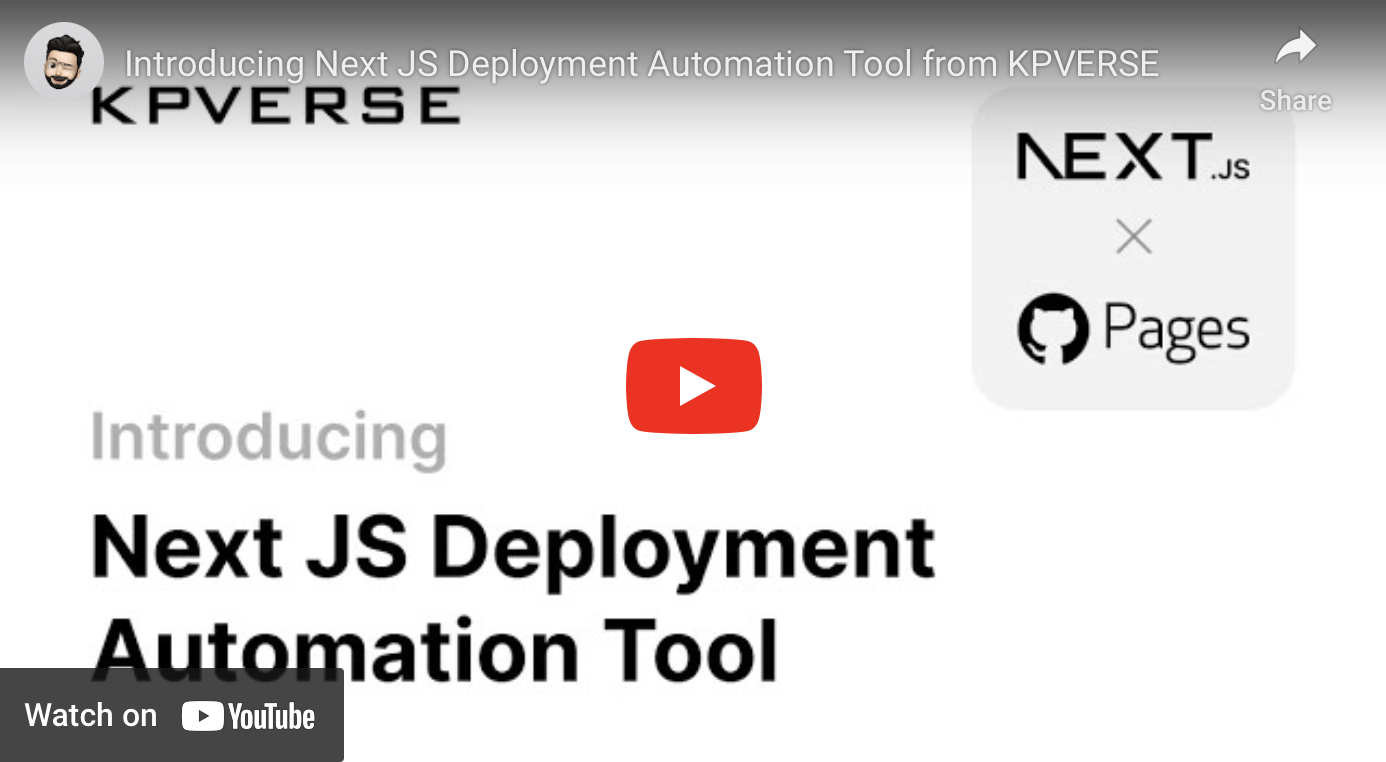 Introducing Next JS Deployment Automation Tool from KPVERSE
Share
KPVERSE
NEXT.JS
Pages
Introducing
Next JS Deployment
Automation Tool
Watch on YouTube